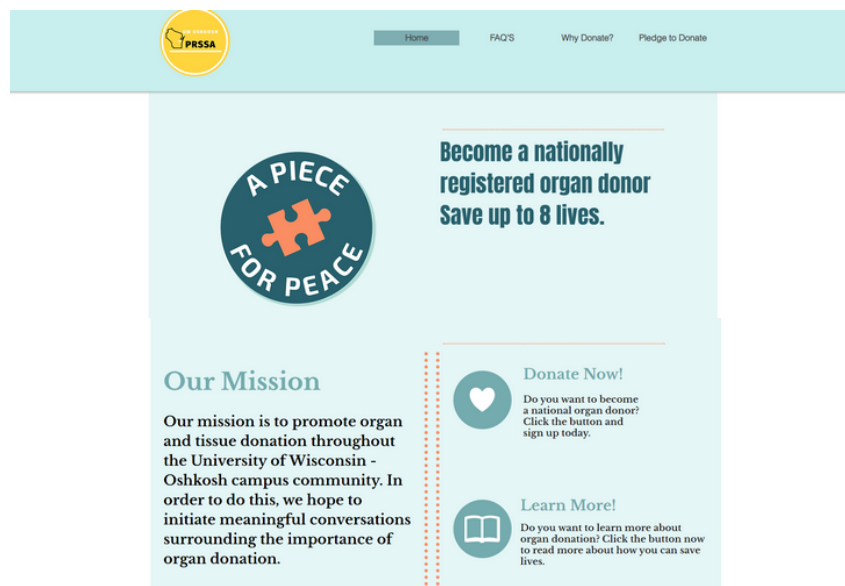 UW OSHKOSH
PRSSA
Home
FAQ'S
Why Donate?
Pledge to Donate
A PIECE
FOR PEACE
Become a nationally
registered organ donor
Save up to 8 lives.
Our Mission
Our mission is to promote organ
and tissue donation throughout
the University of Wisconsin -
Oshkosh campus community. In
order to do this, we hope to
initiate meaningful conversations
surrounding the importance of
organ donation.
Donate Now!
Do you want to become
a national organ donor?
Click the button and
sign up today.
Learn More!
Do you want to learn more about
organ donation? Click the button now
to read more about how you can save
lives.